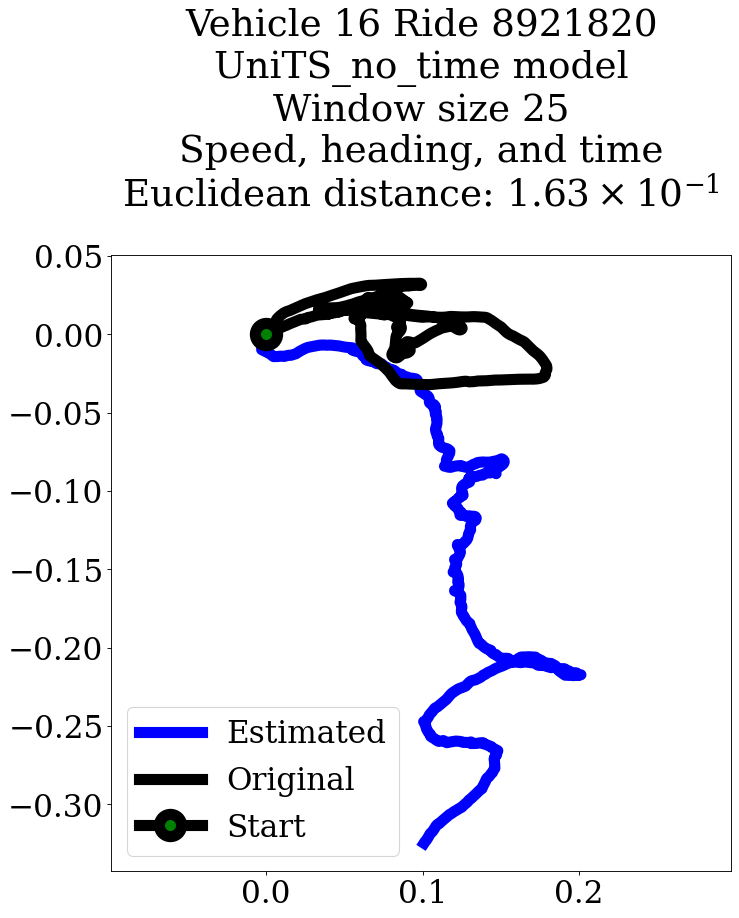 Vehicle 16 Ride 8921820
UniTS_no_time model
Window size 25
Speed, heading, and time
Euclidean distance: 1.63 × 10⁻¹
0.05
0.00
−0.05
−0.10
−0.15
−0.20
−0.25
−0.30
Estimated
Original
Start
0.0 0.1 0.2